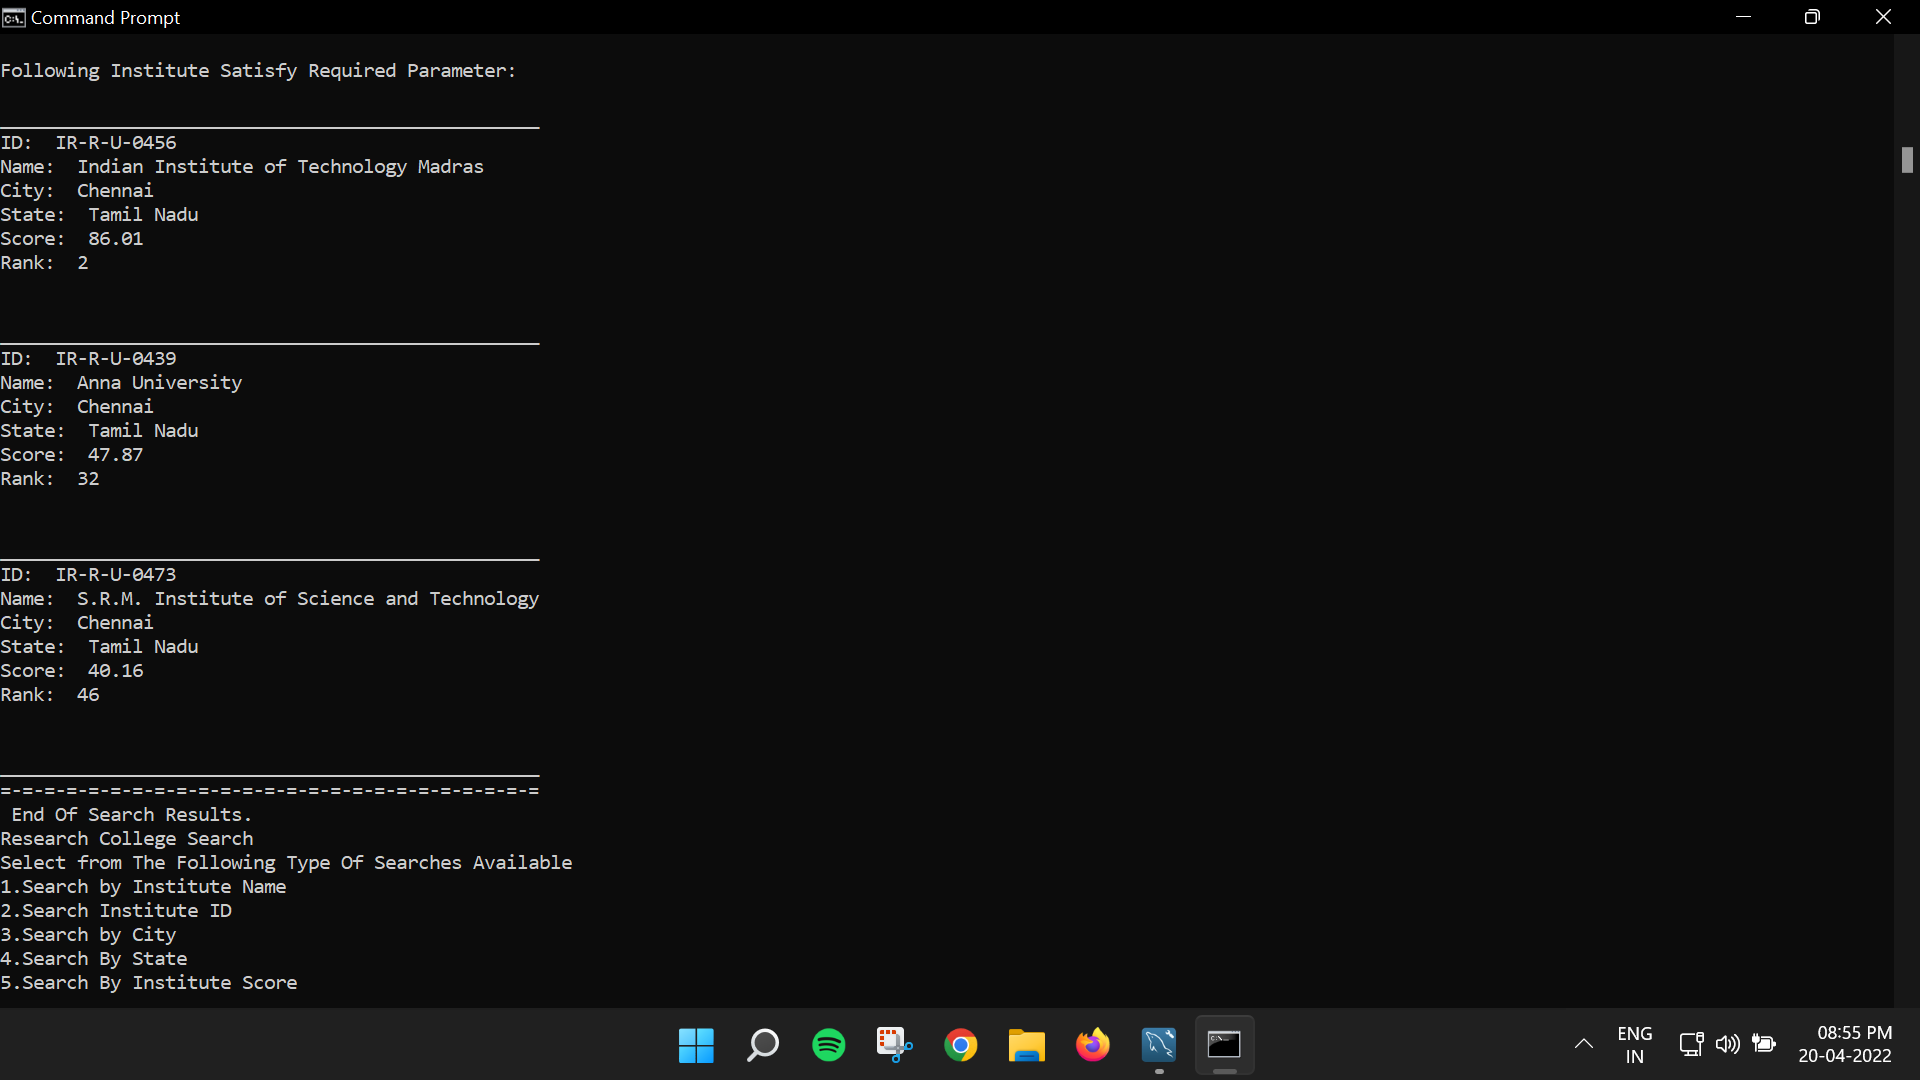 Command Prompt
Following Institute Satisfy Required Parameter:
ID:  IR-R-U-0456
Name:  Indian Institute of Technology Madras
City:  Chennai
State:  Tamil Nadu
Score:  86.01
Rank:  2
ID:  IR-R-U-0439
Name:  Anna University
City:  Chennai
State:  Tamil Nadu
Score:  47.87
Rank:  32
ID:  IR-R-U-0473
Name:  S.R.M. Institute of Science and Technology
City:  Chennai
State:  Tamil Nadu
Score:  40.16
Rank:  46
=-=-=-=-=-=-=-=-=-=-=-=-=-=-=-=-=-=-=-=-=-=-=-=-=
 End Of Search Results.
Research College Search
Select from The Following Type Of Searches Available
1.Search by Institute Name
2.Search Institute ID
3.Search by City
4.Search By State
5.Search By Institute Score
ENG
IN
08:55 PM
20-04-2022